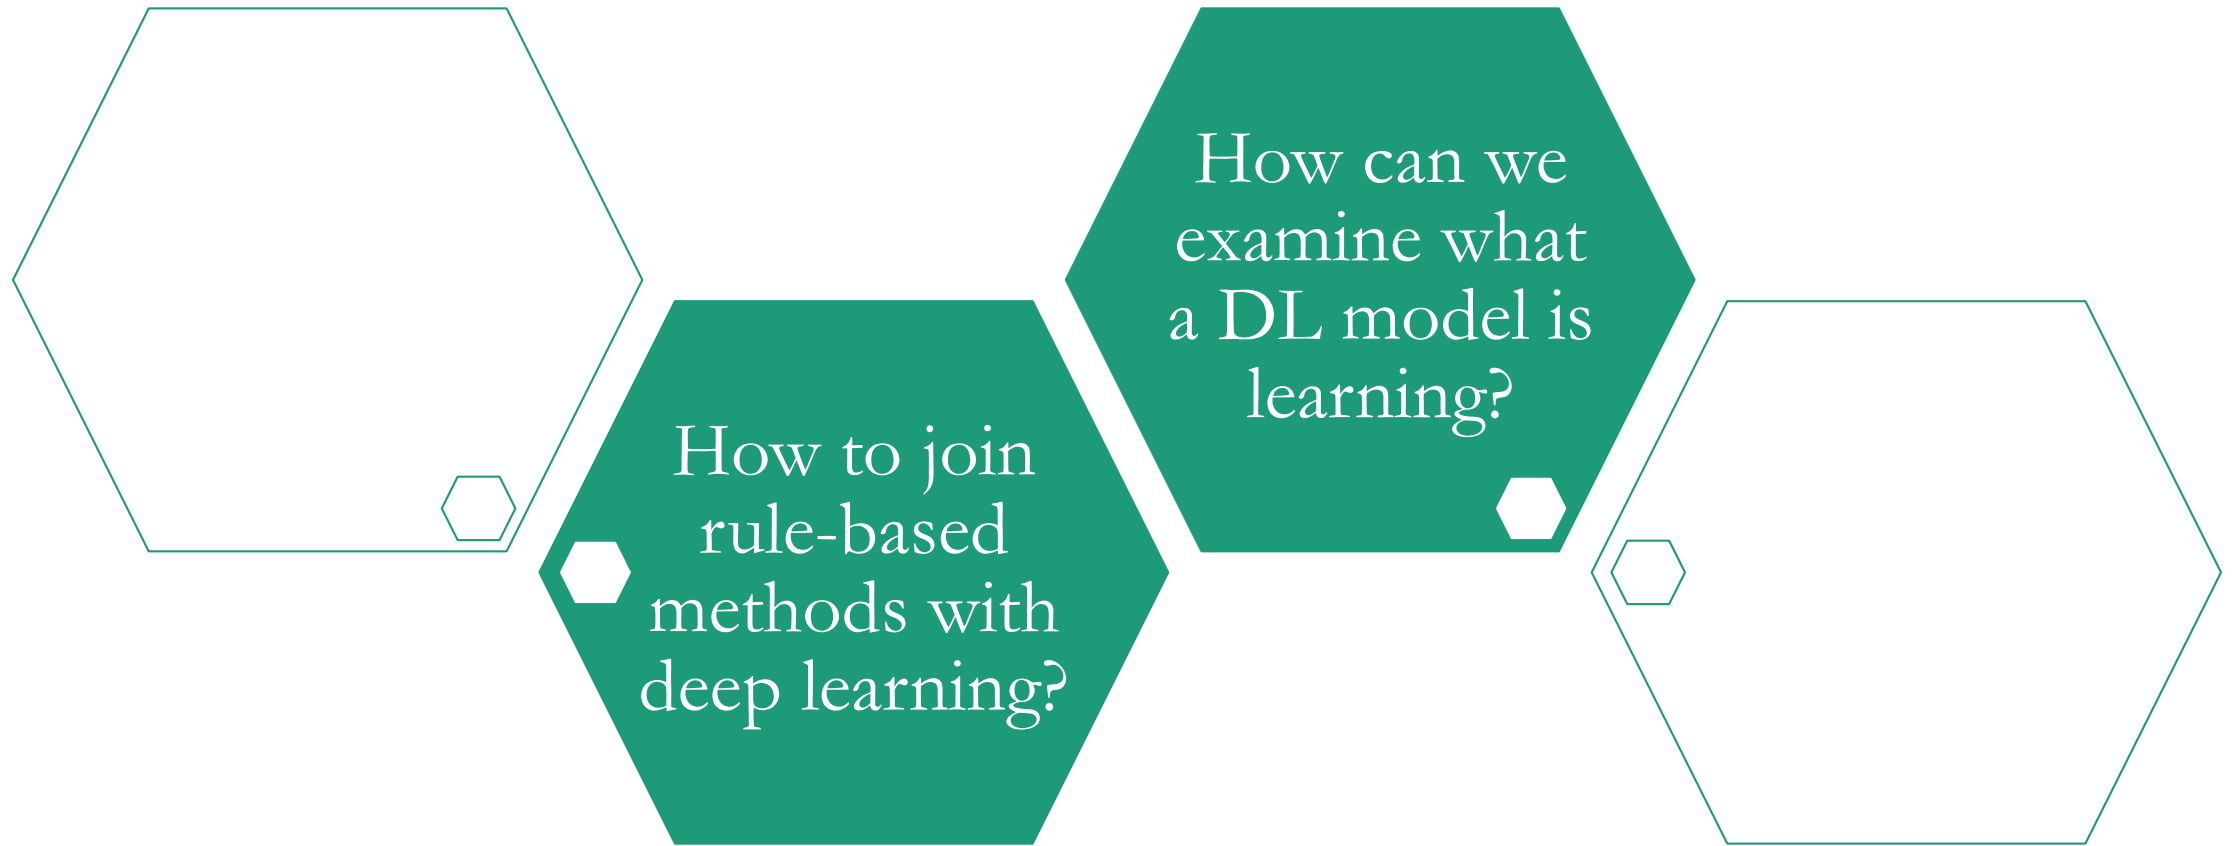 How to join
rule-based
methods with
deep learning?
How can we
examine what
a DL model is
learning?